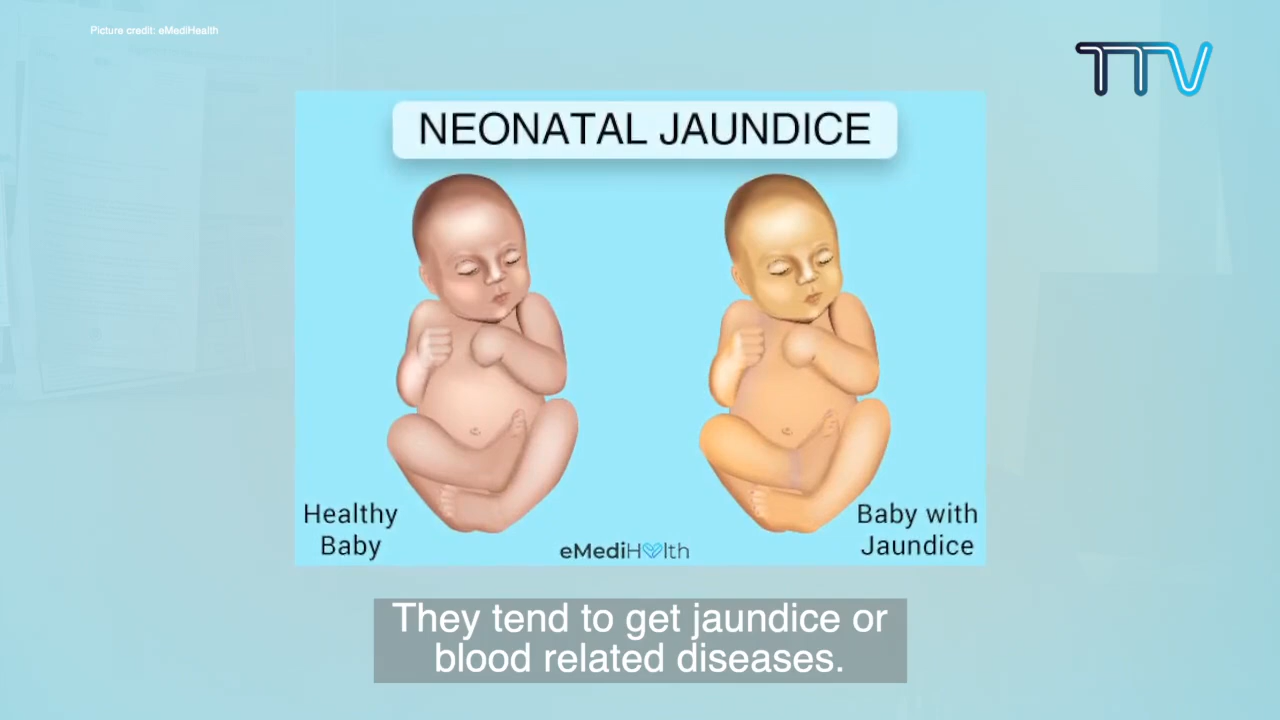 Picture credit: eMediHealth
TTV
NEONATAL JAUNDICE
Healthy
Baby
Baby with
Jaundice
eMediHealth
They tend to get jaundice or
blood related diseases.